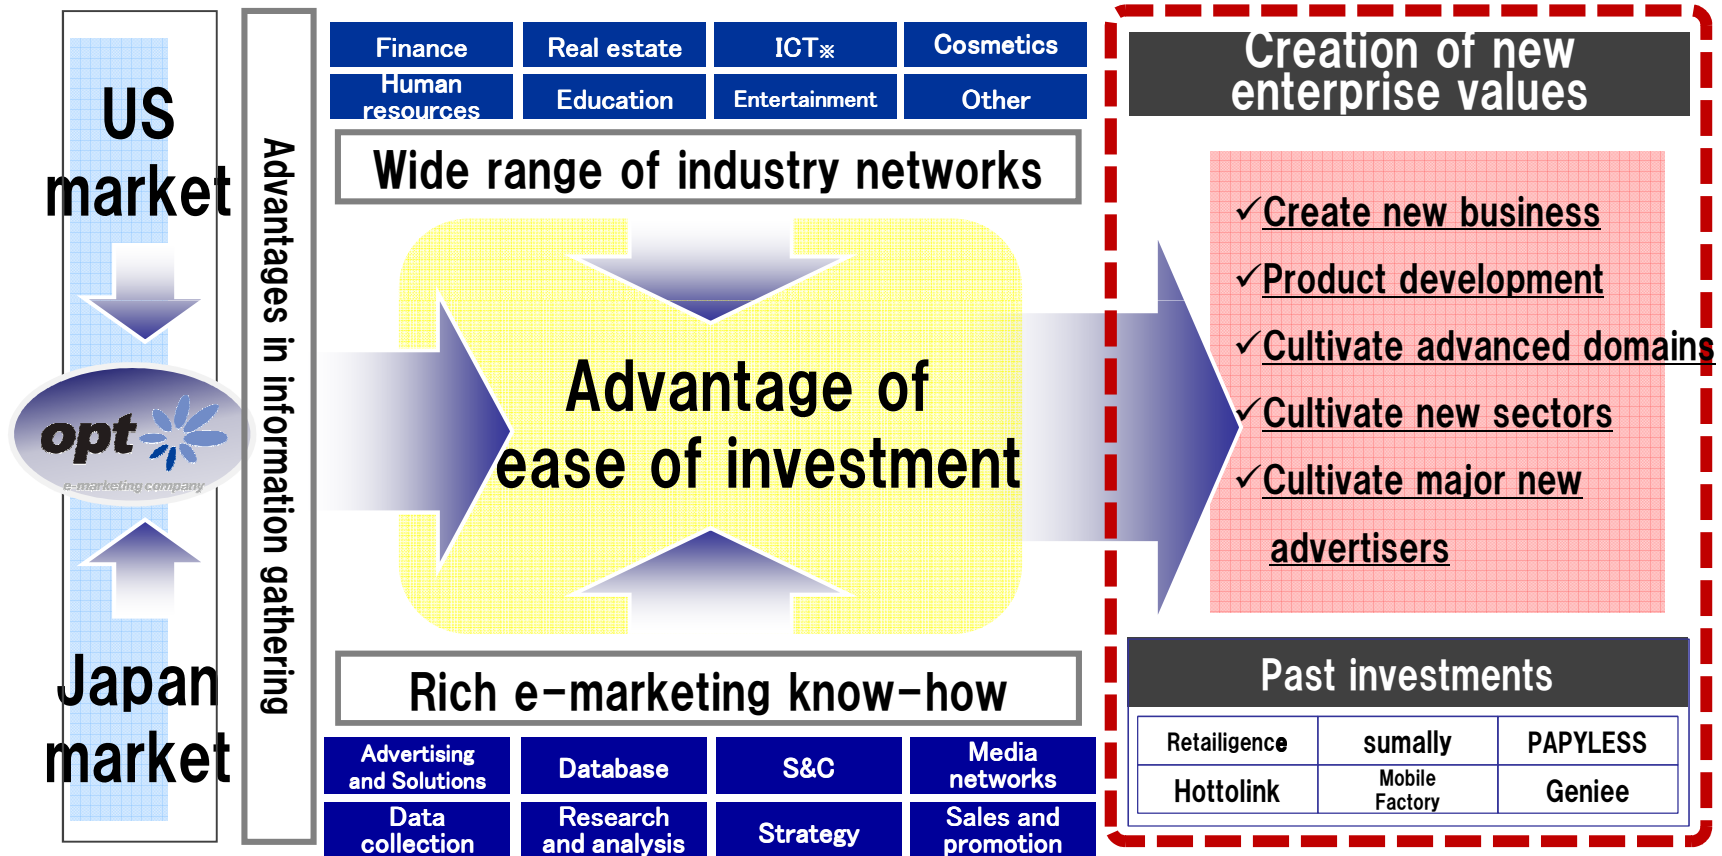 US
market
opt
e-marketing company
Japan
market
Advantages in information gathering
Finance
Real estate
ICT※
Cosmetics
Human
resources
Education
Entertainment
Other
Wide range of industry networks
Advantage of
ease of investment
Rich e-marketing know-how
Advertising
and Solutions
Database
S&C
Media
networks
Data
collection
Research
and analysis
Strategy
Sales and
promotion
Creation of new
enterprise values
✓Create new business
✓Product development
✓Cultivate advanced domains
✓Cultivate new sectors
✓Cultivate major new
advertisers
Past investments
Retailigence
sumally
PAPYLESS
Hottolink
Mobile
Factory
Geniee